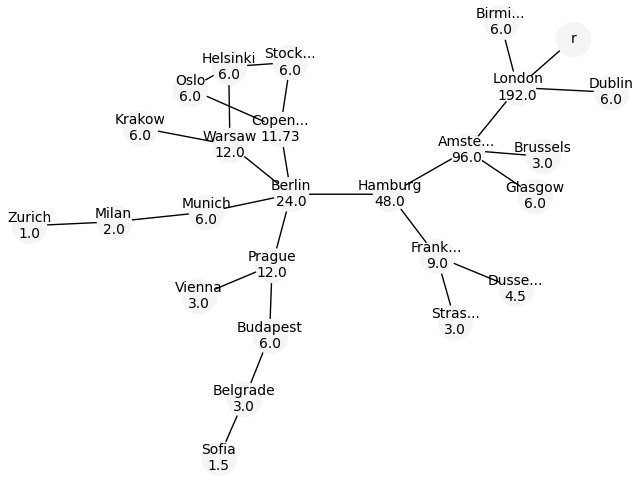 Birmi...
6.0
r
London
192.0
Dublin
6.0
Stock...
6.0
Helsinki
6.0
Oslo
6.0
Krakow
6.0
Copen...
11.73
Warsaw
12.0
Amste...
96.0
Brussels
3.0
Glasgow
6.0
Berlin
24.0
Hamburg
48.0
Munich
6.0
Milan
2.0
Zurich
1.0
Frank...
9.0
Prague
12.0
Dusse...
4.5
Vienna
3.0
Stras...
3.0
Budapest
6.0
Belgrade
3.0
Sofia
1.5